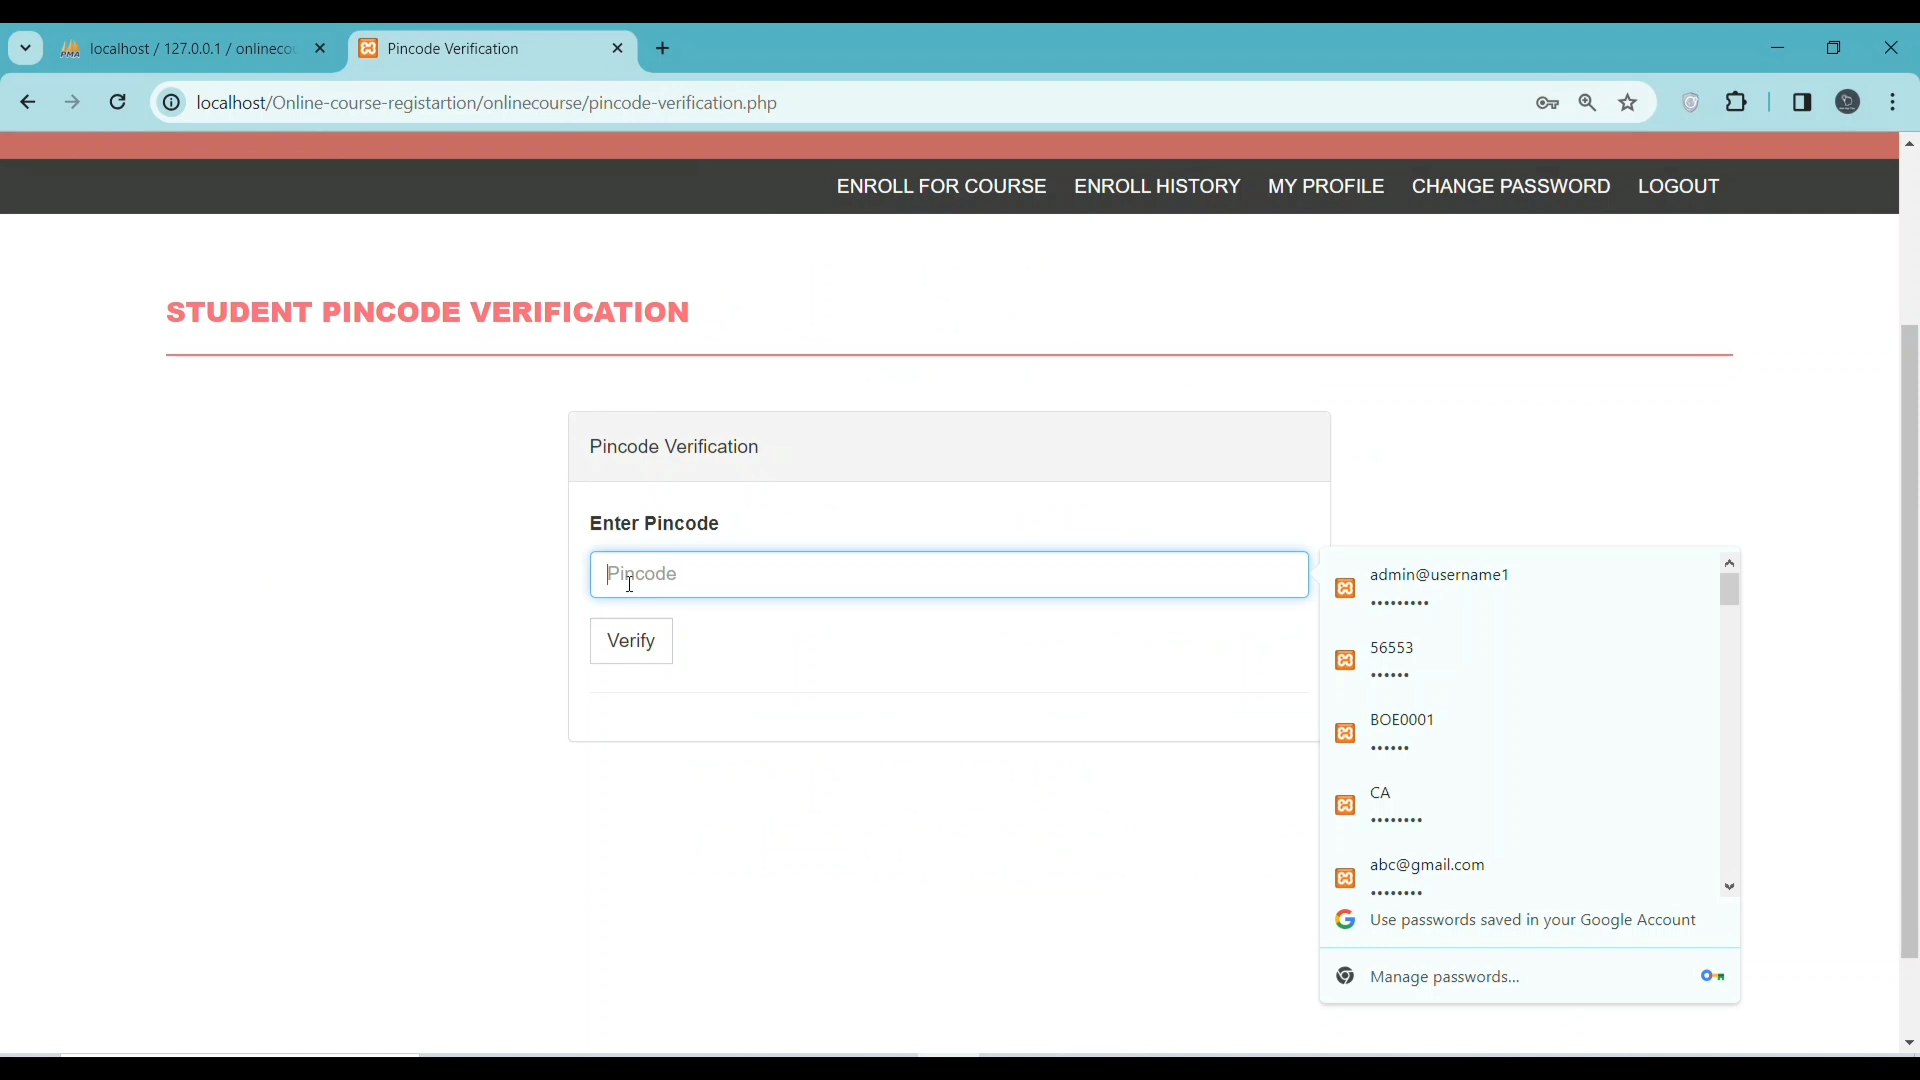 PMA localhost / 127.0.0.1 / onlinecou
Pincode Verification
localhost/Online-course-registartion/onlinecourse/pincode-verification.php
ENROLL FOR COURSE ENROLL HISTORY MY PROFILE CHANGE PASSWORD LOGOUT
STUDENT PINCODE VERIFICATION
Pincode Verification
Enter Pincode
Pincode
Verify
admin@username1
•••••••••
56553
••••••
BOE0001
••••••
CA
••••••••
abc@gmail.com
••••••••
Use passwords saved in your Google Account
Manage passwords...